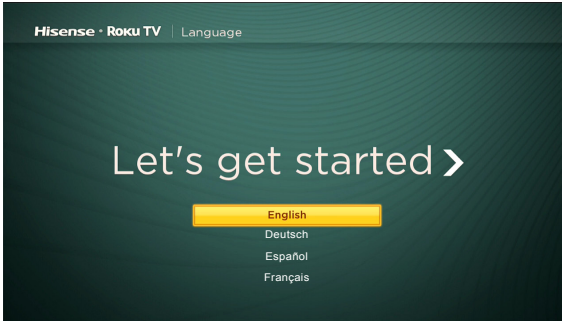 Hisense • ROKU TV | Language
Let's get started >
English
Deutsch
Español
Français